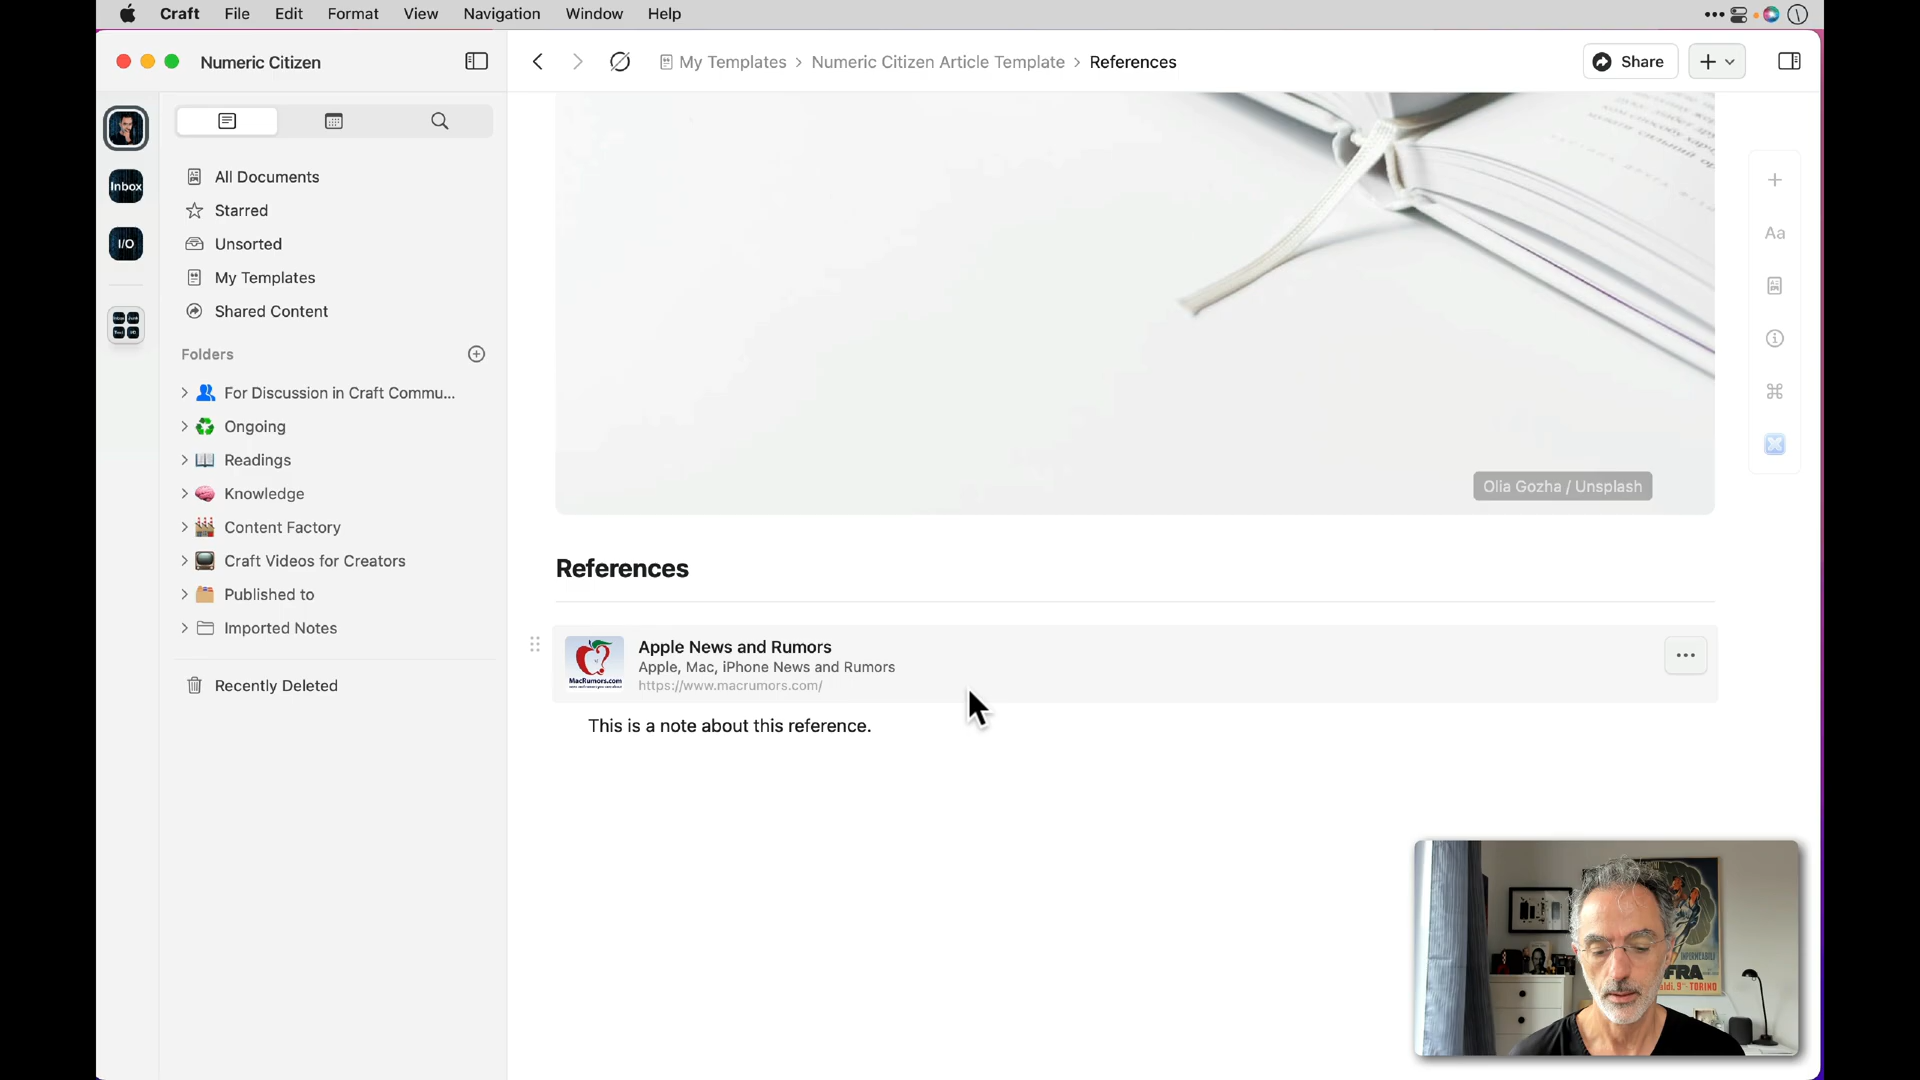 Craft File Edit Format View Navigation Window Help
Numeric Citizen
My Templates > Numeric Citizen Article Template > References
Share
Inbox
I/O
All Documents
Starred
Unsorted
My Templates
Shared Content
Folders
For Discussion in Craft Commu...
Ongoing
Readings
Knowledge
Content Factory
Craft Videos for Creators
Published to
Imported Notes
Recently Deleted
Aa
Olia Gozha / Unsplash
References
MacRumors.com
Apple News and Rumors
Apple, Mac, iPhone News and Rumors
https://www.macrumors.com/
This is a note about this reference.
FRA
TORINO